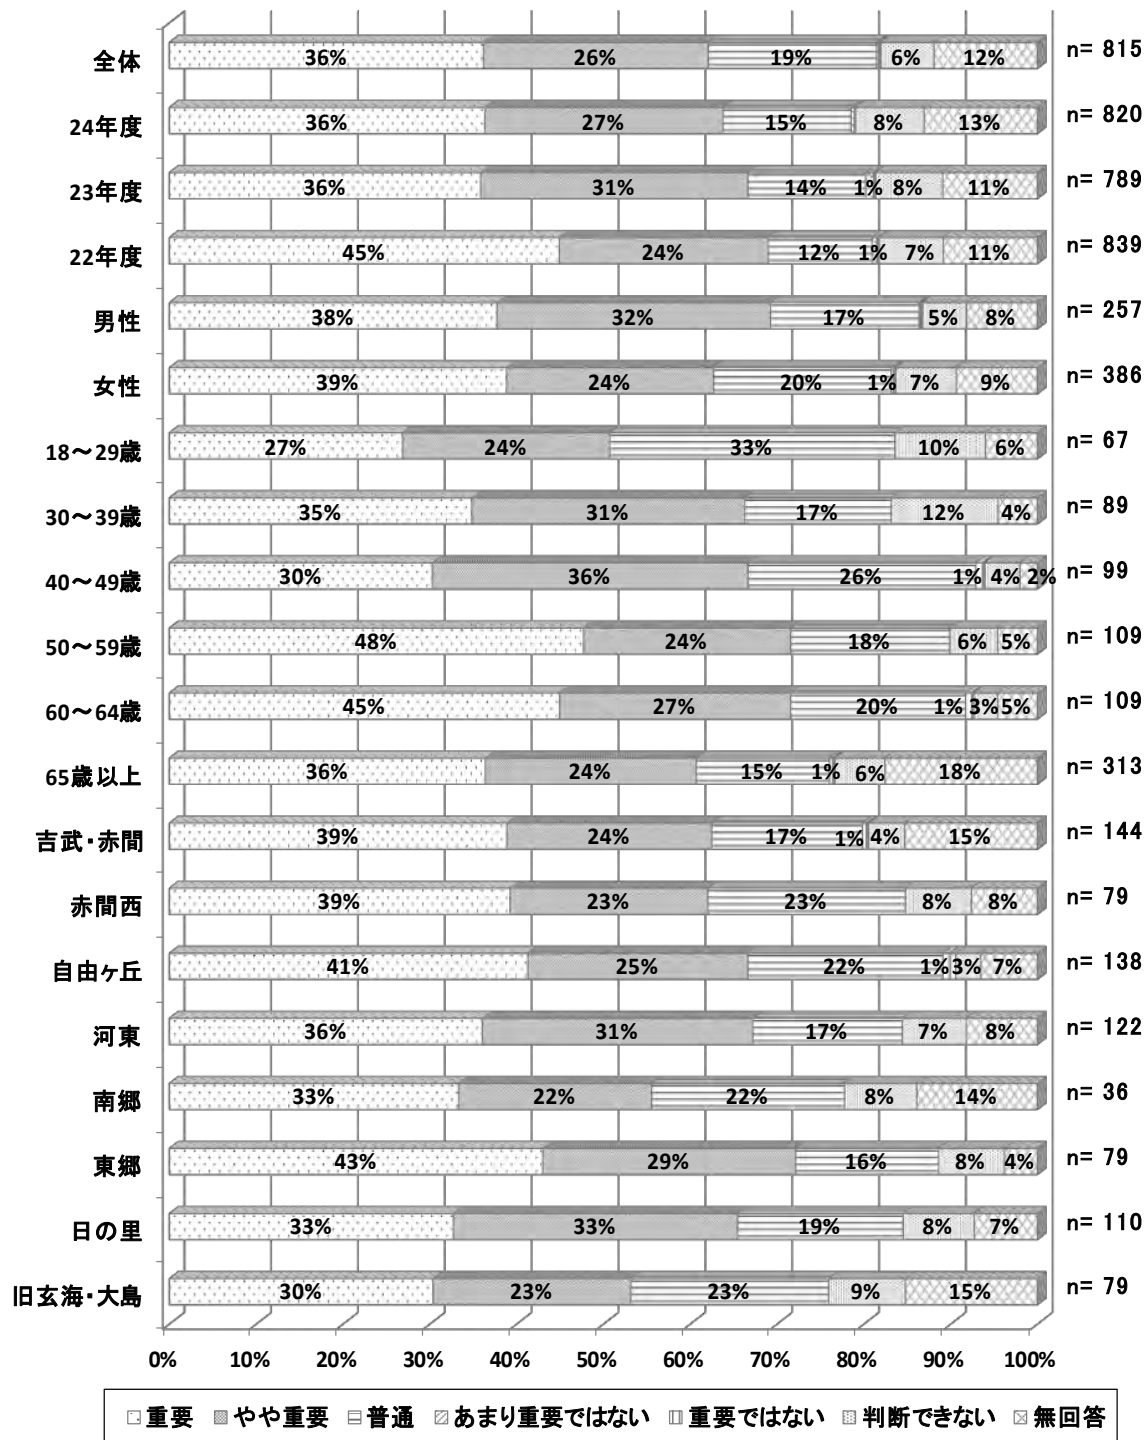 全体 36% 26% 19% 6% 12% n= 815
24年度 36% 27% 15% 8% 13% n= 820
23年度 36% 31% 14% 1% 8% 11% n= 789
22年度 45% 24% 12% 1% 7% 11% n= 839
男性 38% 32% 17% 5% 8% n= 257
女性 39% 24% 20% 1% 7% 9% n= 386
18～29歳 27% 24% 33% 10% 6% n= 67
30～39歳 35% 31% 17% 12% 4% n= 89
40～49歳 30% 36% 26% 1% 4% 2% n= 99
50～59歳 48% 24% 18% 6% 5% n= 109
60～64歳 45% 27% 20% 1% 3% 5% n= 109
65歳以上 36% 24% 15% 1% 6% 18% n= 313
吉武・赤間 39% 24% 17% 1% 4% 15% n= 144
赤間西 39% 23% 23% 8% 8% n= 79
自由ヶ丘 41% 25% 22% 1% 3% 7% n= 138
河東 36% 31% 17% 7% 8% n= 122
南郷 33% 22% 22% 8% 14% n= 36
東郷 43% 29% 16% 8% 4% n= 79
日の里 33% 33% 19% 8% 7% n= 110
旧玄海・大島 30% 23% 23% 9% 15% n= 79
0% 10% 20% 30% 40% 50% 60% 70% 80% 90% 100%
重要 やや重要 普通 あまり重要ではない 重要ではない 判断できない 無回答